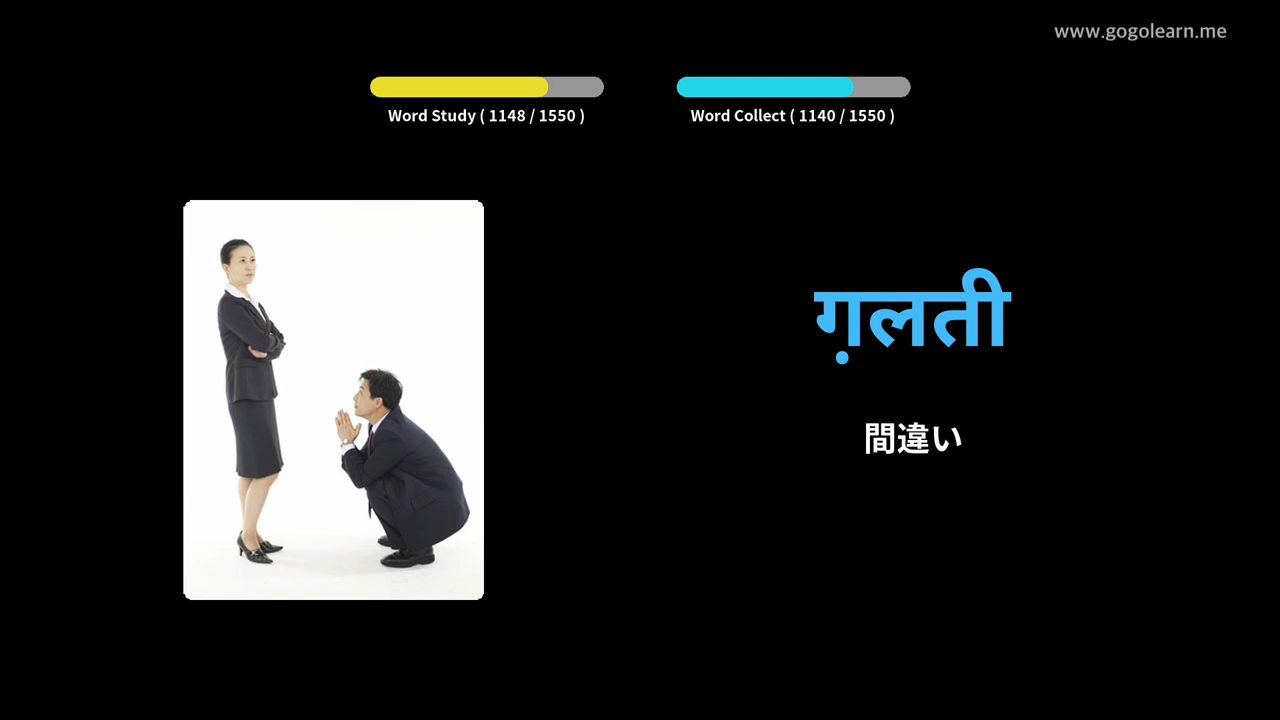 www.gogolearn.me
Word Study ( 1148 / 1550 )
Word Collect ( 1140 / 1550 )
ग़लती
間違い